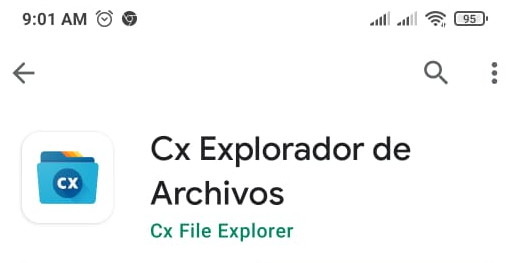 9:01 AM
95
Cx Explorador de
Archivos
CX
Cx File Explorer